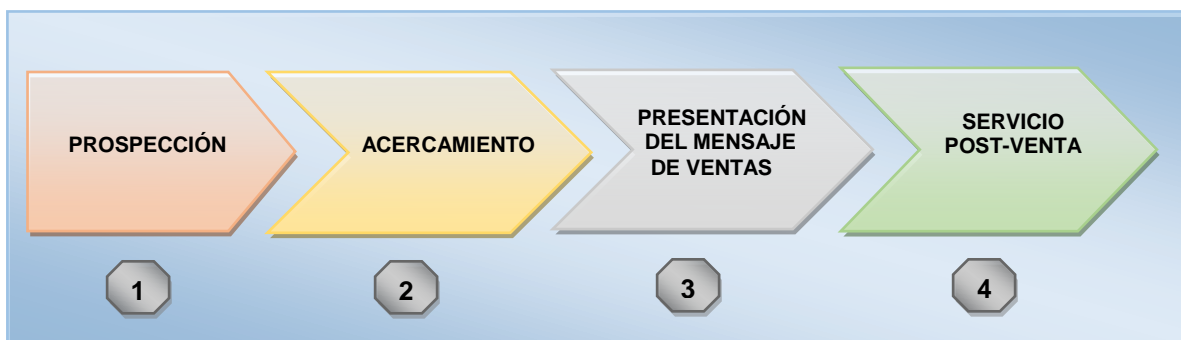 PROSPECCIÓN
ACERCAMIENTO
PRESENTACIÓN
DEL MENSAJE
DE VENTAS
SERVICIO
POST-VENTA
1
2
3
4